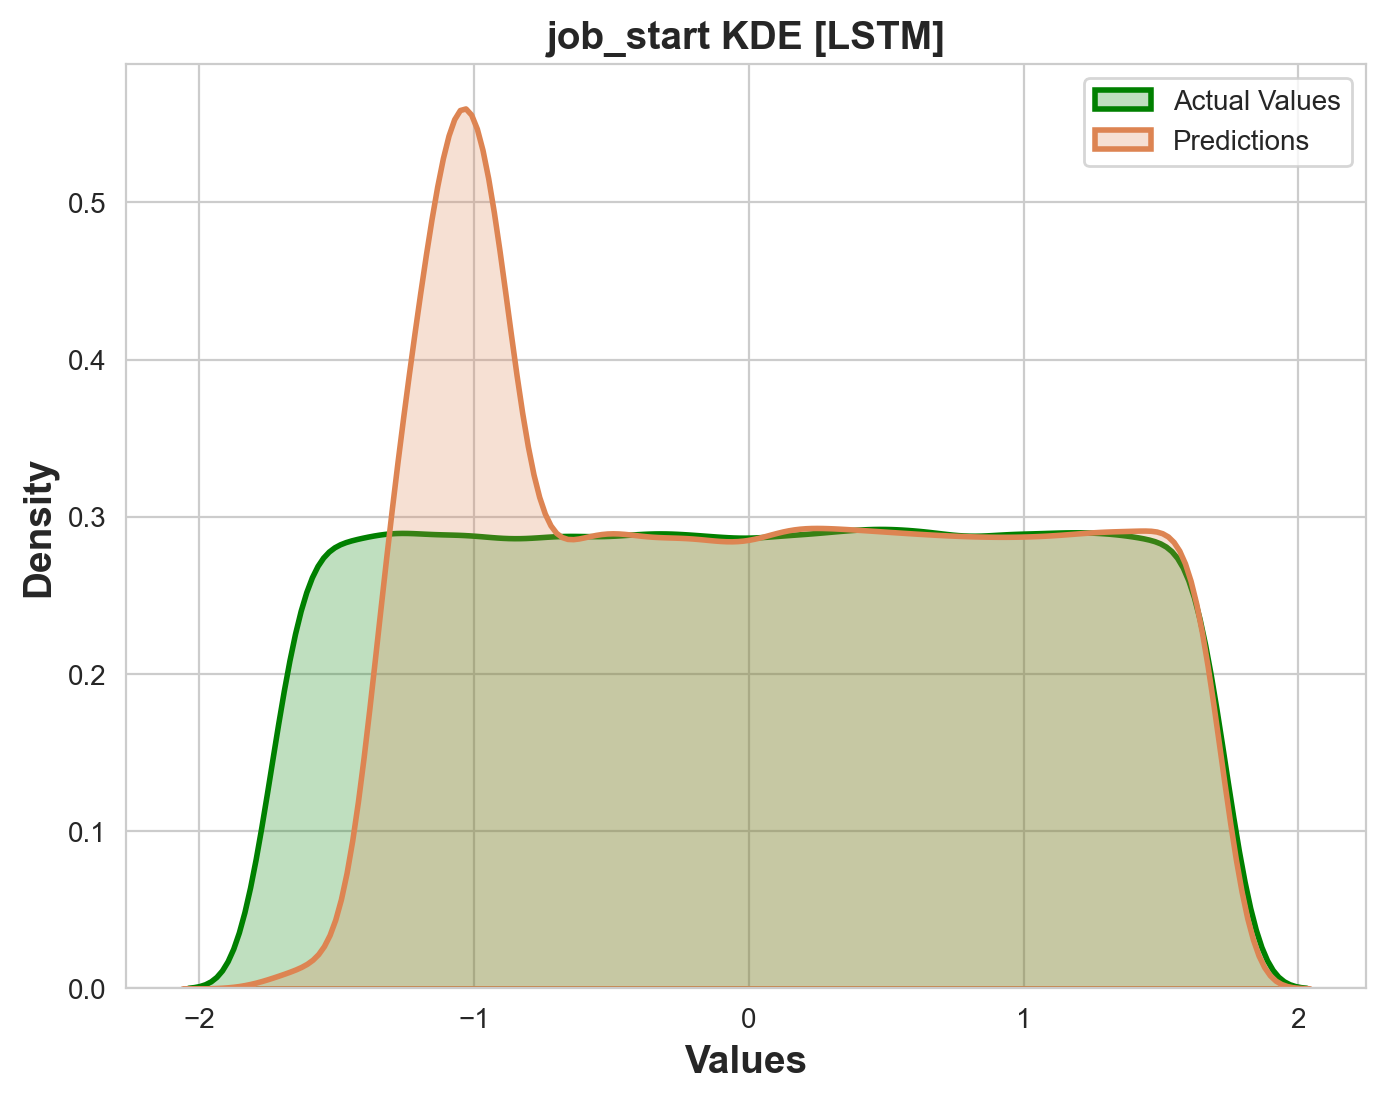 job_start KDE [LSTM]
Actual Values
Predictions
Density
0.5
0.4
0.3
0.2
0.1
0.0
−2
−1
0
1
2
Values